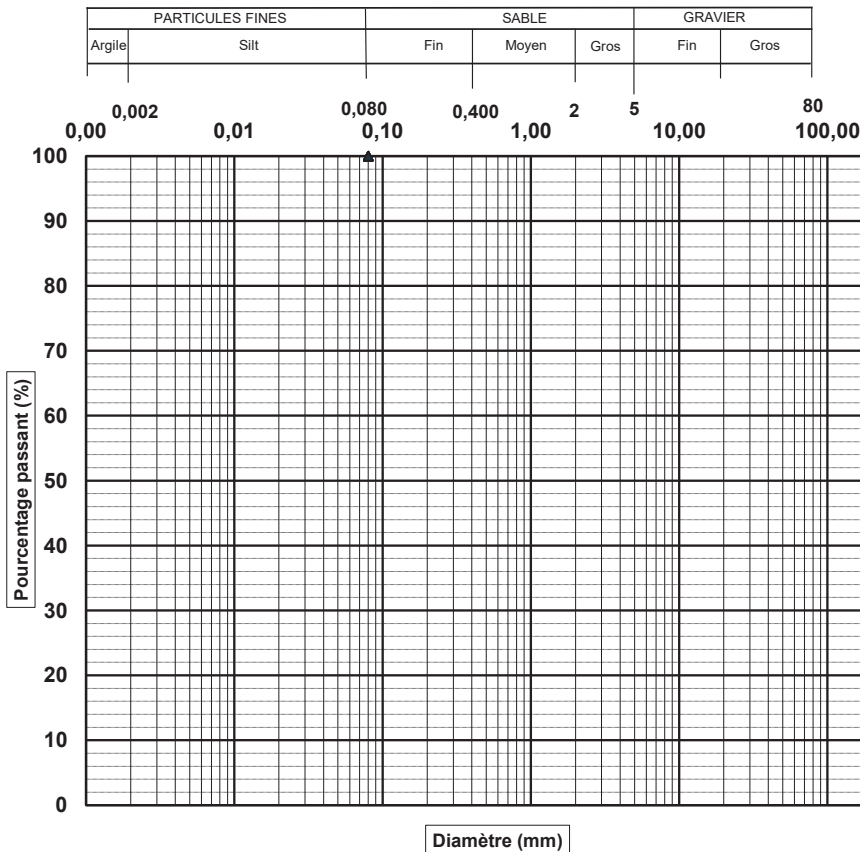 PARTICULES FINES SABLE GRAVIER
Argile Silt Fin Moyen Gros Fin Gros
0,002 0,080 0,400 2 5 80
0,00 0,01 0,10 1,00 10,00 100,00
100
90
80
70
60
50
40
30
20
10
0
Pourcentage passant (%)
Diamètre (mm)